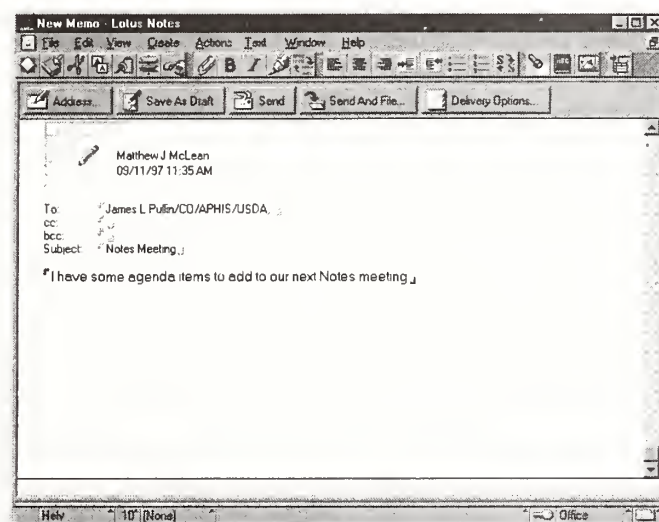 New Memo - Lotus Notes
File Edit View Create Actions Text Window Help
B I
Address... Save As Draft Send Send And File... Delivery Options...
Matthew J McLean
09/11/97 11:35 AM
To: James L Pullin/CO/APHIS/USDA,
cc:
bcc:
Subject: Notes Meeting
I have some agenda items to add to our next Notes meeting
Helv 10 [None] Office